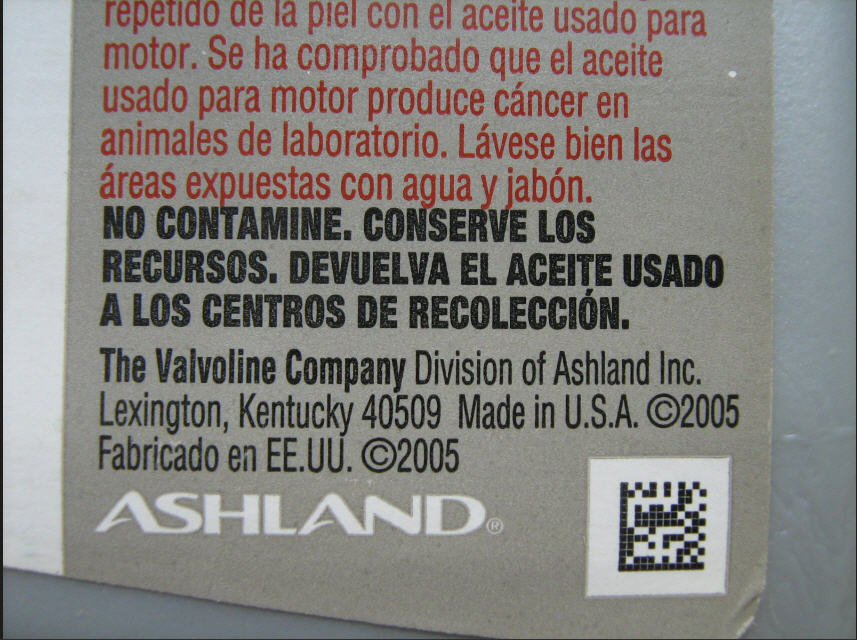 repetido de la piel con el aceite usado para
motor. Se ha comprobado que el aceite
usado para motor produce cáncer en
animales de laboratorio. Lávese bien las
áreas expuestas con agua y jabón.
NO CONTAMINE. CONSERVE LOS
RECURSOS. DEVUELVA EL ACEITE USADO
A LOS CENTROS DE RECOLECCIÓN.
The Valvoline Company Division of Ashland Inc.
Lexington, Kentucky 40509 Made in U.S.A. ©2005
Fabricado en EE.UU. ©2005
ASHLAND®